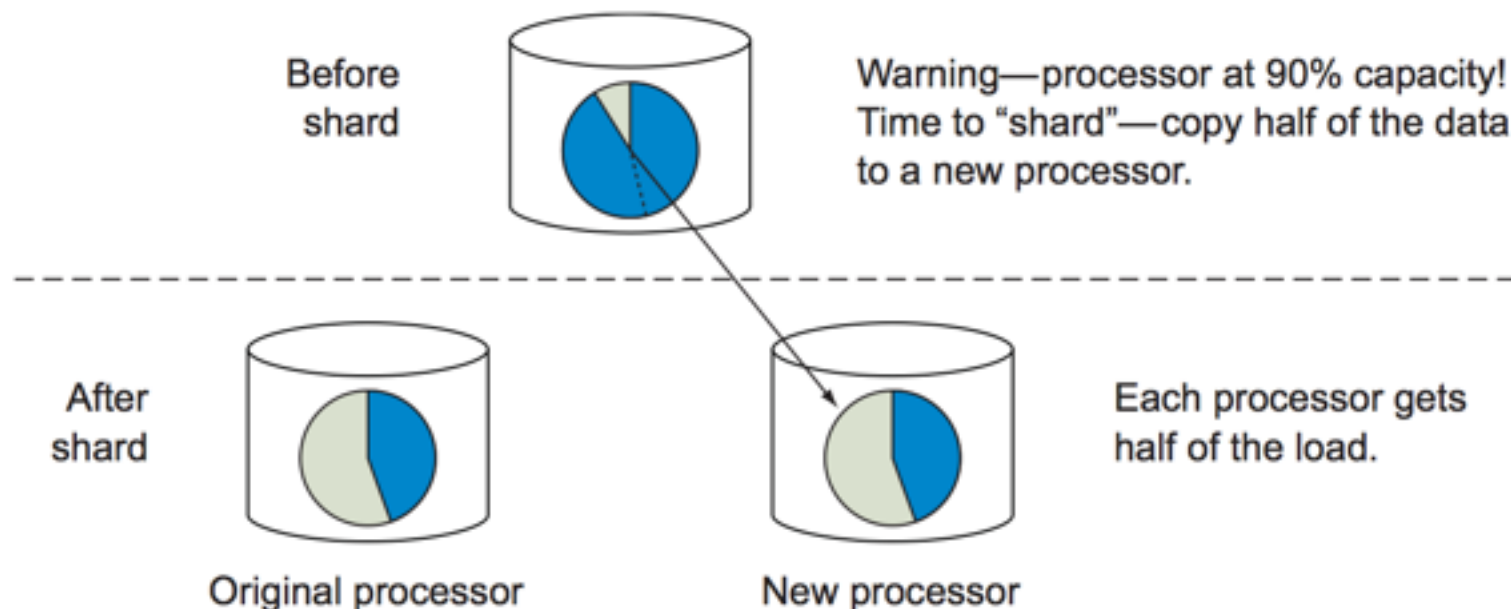 Before
shard
Warning—processor at 90% capacity!
Time to “shard”—copy half of the data
to a new processor.
After
shard
Each processor gets
half of the load.
Original processor
New processor